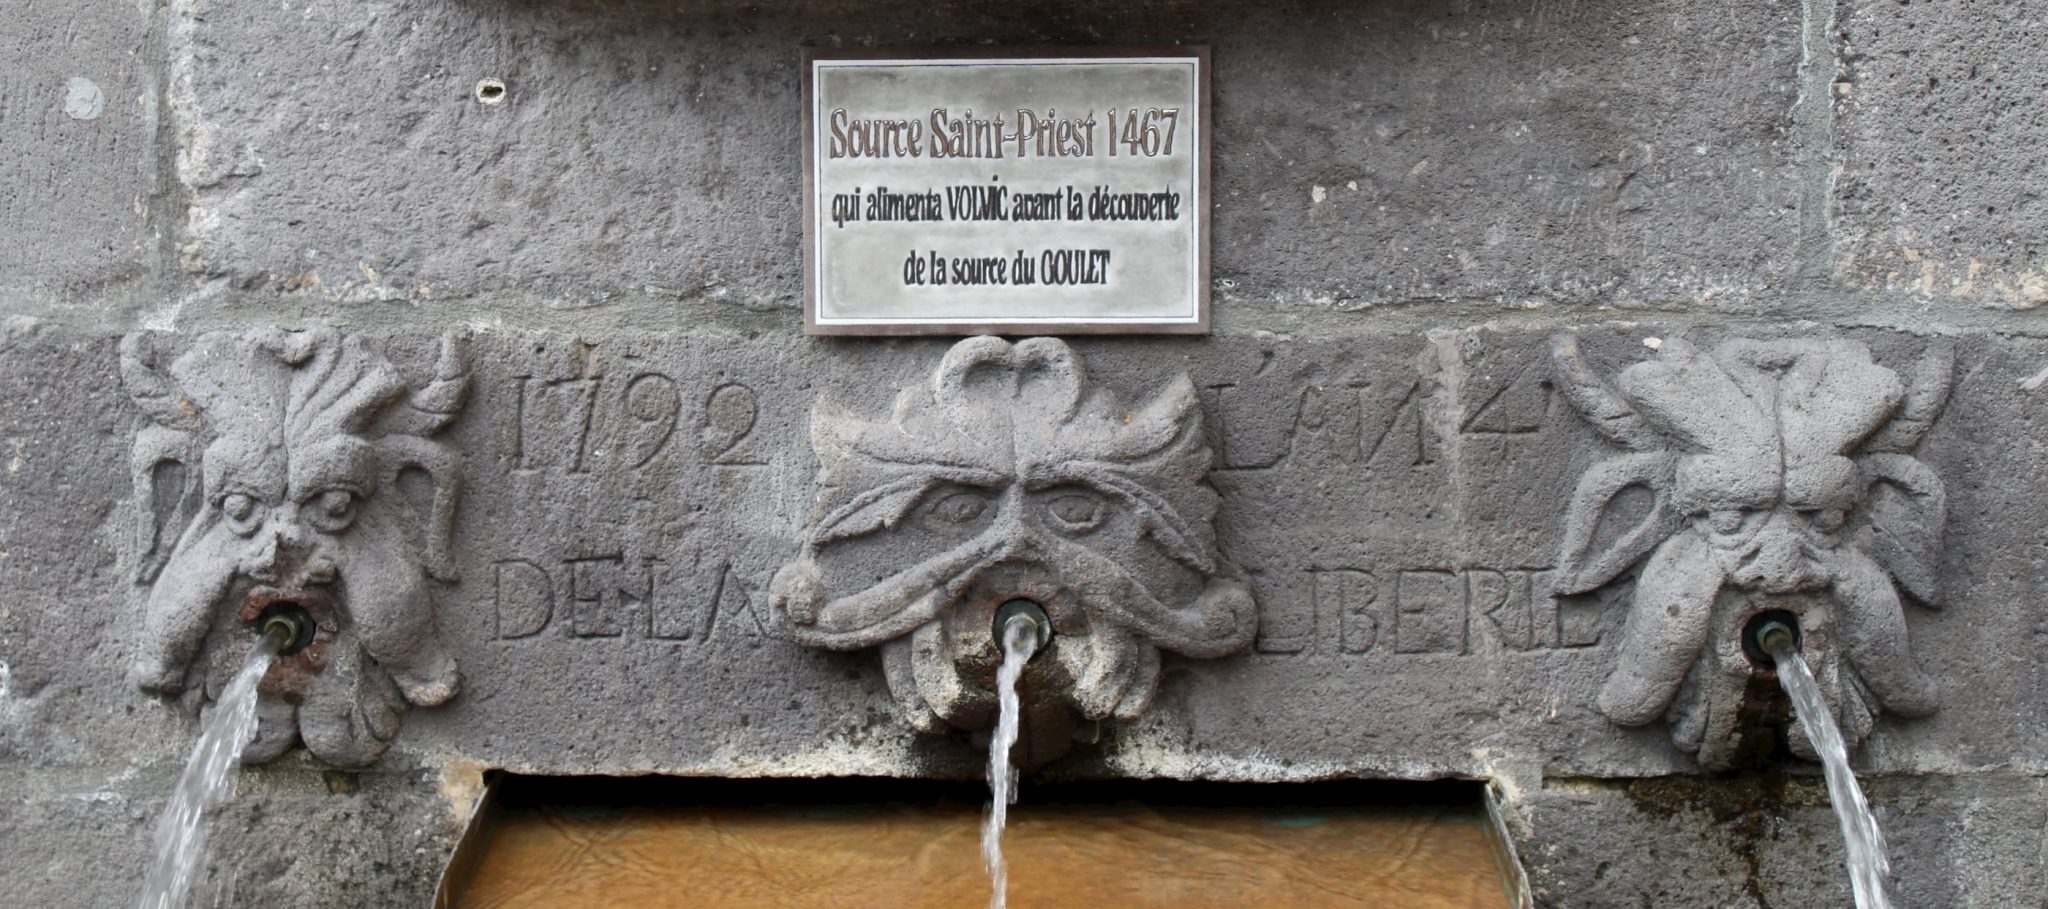 Source Saint-Priest 1467
qui alimenta VOLVIC avant la découverte
de la source du GOULET
1792 L'AN 4
DE·LA LIBERTE